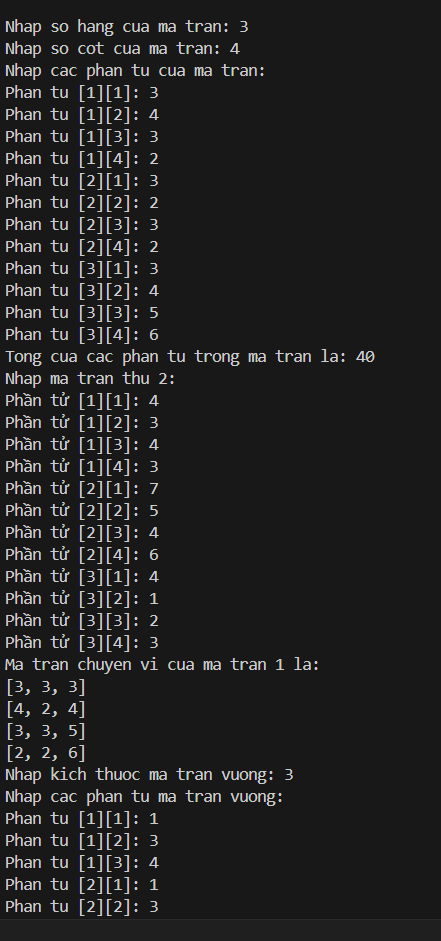 Nhap so hang cua ma tran: 3
Nhap so cot cua ma tran: 4
Nhap cac phan tu cua ma tran:
Phan tu [1][1]: 3
Phan tu [1][2]: 4
Phan tu [1][3]: 3
Phan tu [1][4]: 2
Phan tu [2][1]: 3
Phan tu [2][2]: 2
Phan tu [2][3]: 3
Phan tu [2][4]: 2
Phan tu [3][1]: 3
Phan tu [3][2]: 4
Phan tu [3][3]: 5
Phan tu [3][4]: 6
Tong cua cac phan tu trong ma tran la: 40
Nhap ma tran thu 2:
Phần tử [1][1]: 4
Phần tử [1][2]: 3
Phần tử [1][3]: 4
Phần tử [1][4]: 3
Phần tử [2][1]: 7
Phần tử [2][2]: 5
Phần tử [2][3]: 4
Phần tử [2][4]: 6
Phần tử [3][1]: 4
Phần tử [3][2]: 1
Phần tử [3][3]: 2
Phần tử [3][4]: 3
Ma tran chuyen vi cua ma tran 1 la:
[3, 3, 3]
[4, 2, 4]
[3, 3, 5]
[2, 2, 6]
Nhap kich thuoc ma tran vuong: 3
Nhap cac phan tu ma tran vuong:
Phan tu [1][1]: 1
Phan tu [1][2]: 3
Phan tu [1][3]: 4
Phan tu [2][1]: 1
Phan tu [2][2]: 3